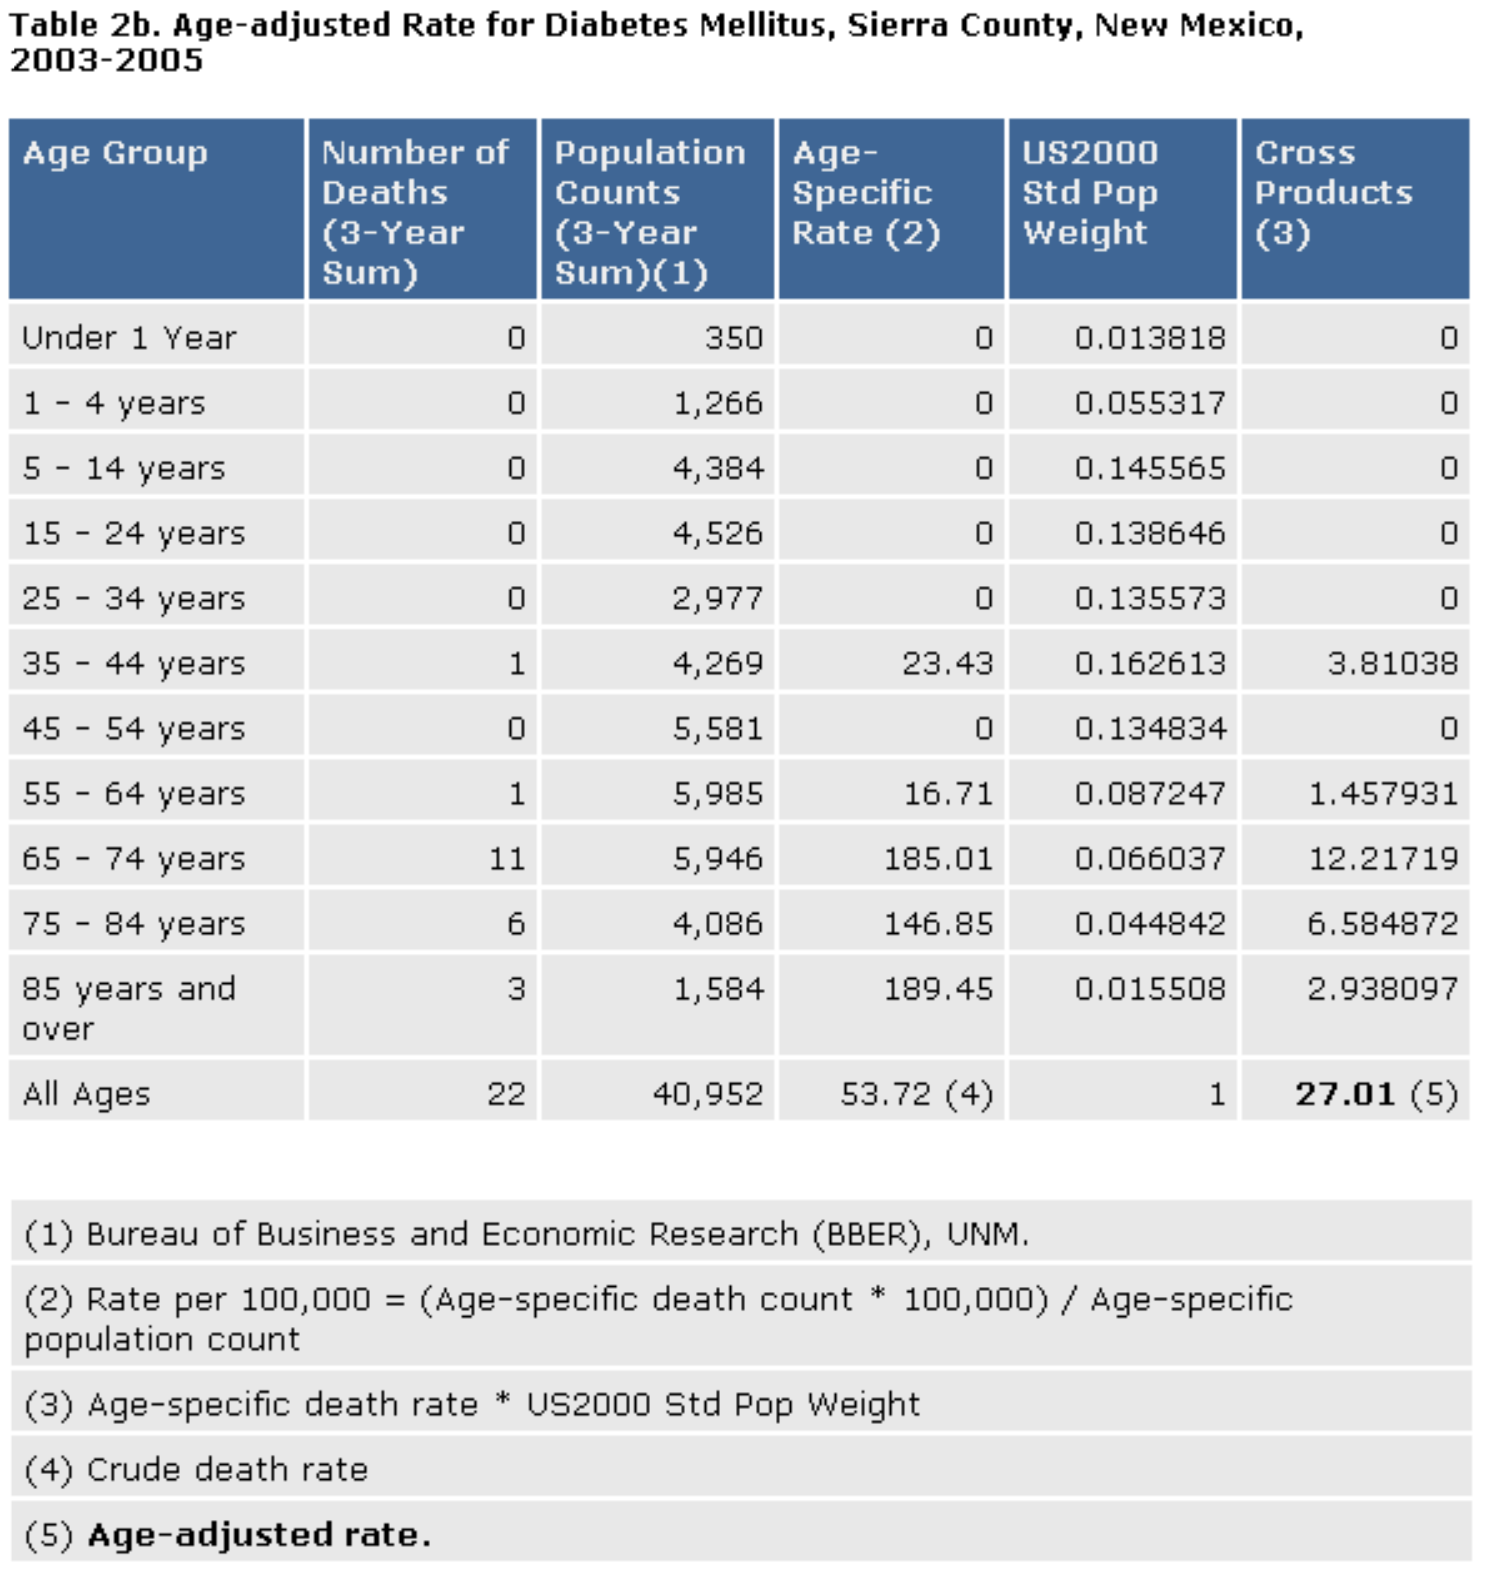 Table 2b. Age-adjusted Rate for Diabetes Mellitus, Sierra County, New Mexico,
2003-2005
Age Group Number of Deaths (3-Year Sum) Population Counts (3-Year Sum)(1) Age-Specific Rate (2) US2000 Std Pop Weight Cross Products (3)
Under 1 Year 0 350 0 0.013818 0
1 - 4 years 0 1,266 0 0.055317 0
5 - 14 years 0 4,384 0 0.145565 0
15 - 24 years 0 4,526 0 0.138646 0
25 - 34 years 0 2,977 0 0.135573 0
35 - 44 years 1 4,269 23.43 0.162613 3.81038
45 - 54 years 0 5,581 0 0.134834 0
55 - 64 years 1 5,985 16.71 0.087247 1.457931
65 - 74 years 11 5,946 185.01 0.066037 12.21719
75 - 84 years 6 4,086 146.85 0.044842 6.584872
85 years and over 3 1,584 189.45 0.015508 2.938097
All Ages 22 40,952 53.72 (4) 1 27.01 (5)
(1) Bureau of Business and Economic Research (BBER), UNM.
(2) Rate per 100,000 = (Age-specific death count * 100,000) / Age-specific
population count
(3) Age-specific death rate * US2000 Std Pop Weight
(4) Crude death rate
(5) Age-adjusted rate.